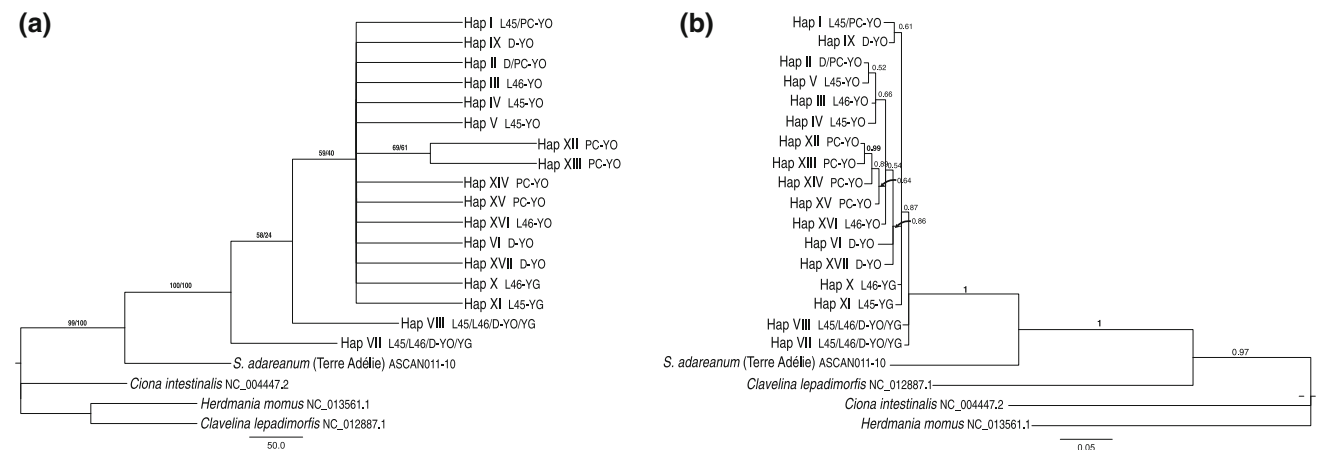 (a)
Hap I L45/PC-YO
Hap IX D-YO
Hap II D/PC-YO
Hap III L46-YO
Hap IV L45-YO
Hap V L45-YO
59/40
69/61
Hap XII PC-YO
Hap XIII PC-YO
Hap XIV PC-YO
Hap XV PC-YO
Hap XVI L46-YO
58/24
Hap VI D-YO
Hap XVII D-YO
Hap X L46-YG
100/100
Hap XI L45-YG
Hap VIII L45/L46/D-YO/YG
99/100
Hap VII L45/L46/D-YO/YG
S. adareanum (Terre Adélie) ASCAN011-10
Ciona intestinalis NC_004447.2
Herdmania momus NC_013561.1
Clavelina lepadimorfis NC_012887.1
50.0
(b)
Hap I L45/PC-YO
0.61
Hap IX D-YO
Hap II D/PC-YO
0.52
Hap V L45-YO
Hap III L46-YO
0.66
Hap IV L45-YO
Hap XII PC-YO
0.99
Hap XIII PC-YO
0.89
0.54
Hap XIV PC-YO
0.64
Hap XV PC-YO
0.87
Hap XVI L46-YO
0.86
Hap VI D-YO
Hap XVII D-YO
Hap X L46-YG
1
Hap XI L45-YG
Hap VIII L45/L46/D-YO/YG
1
Hap VII L45/L46/D-YO/YG
0.97
S. adareanum (Terre Adélie) ASCAN011-10
Clavelina lepadimorfis NC_012887.1
Ciona intestinalis NC_004447.2
Herdmania momus NC_013561.1
0.05